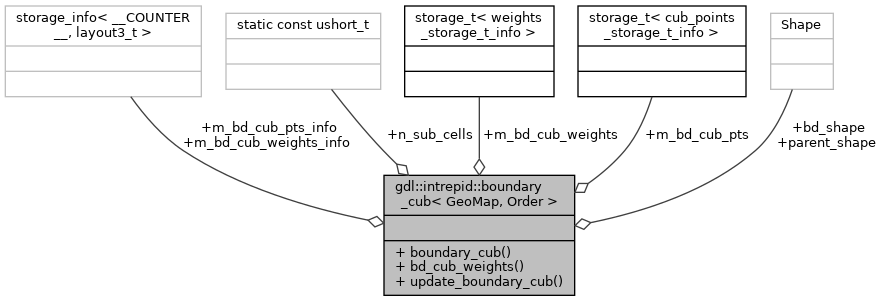 storage_info< __COUNTER
__, layout3_t >
static const ushort_t
storage_t< weights
_storage_t_info >
storage_t< cub_points
_storage_t_info >
Shape
+m_bd_cub_pts_info
+m_bd_cub_weights_info
+n_sub_cells
+m_bd_cub_weights
+m_bd_cub_pts
+bd_shape
+parent_shape
gdl::intrepid::boundary
_cub< GeoMap, Order >
+ boundary_cub()
+ bd_cub_weights()
+ update_boundary_cub()